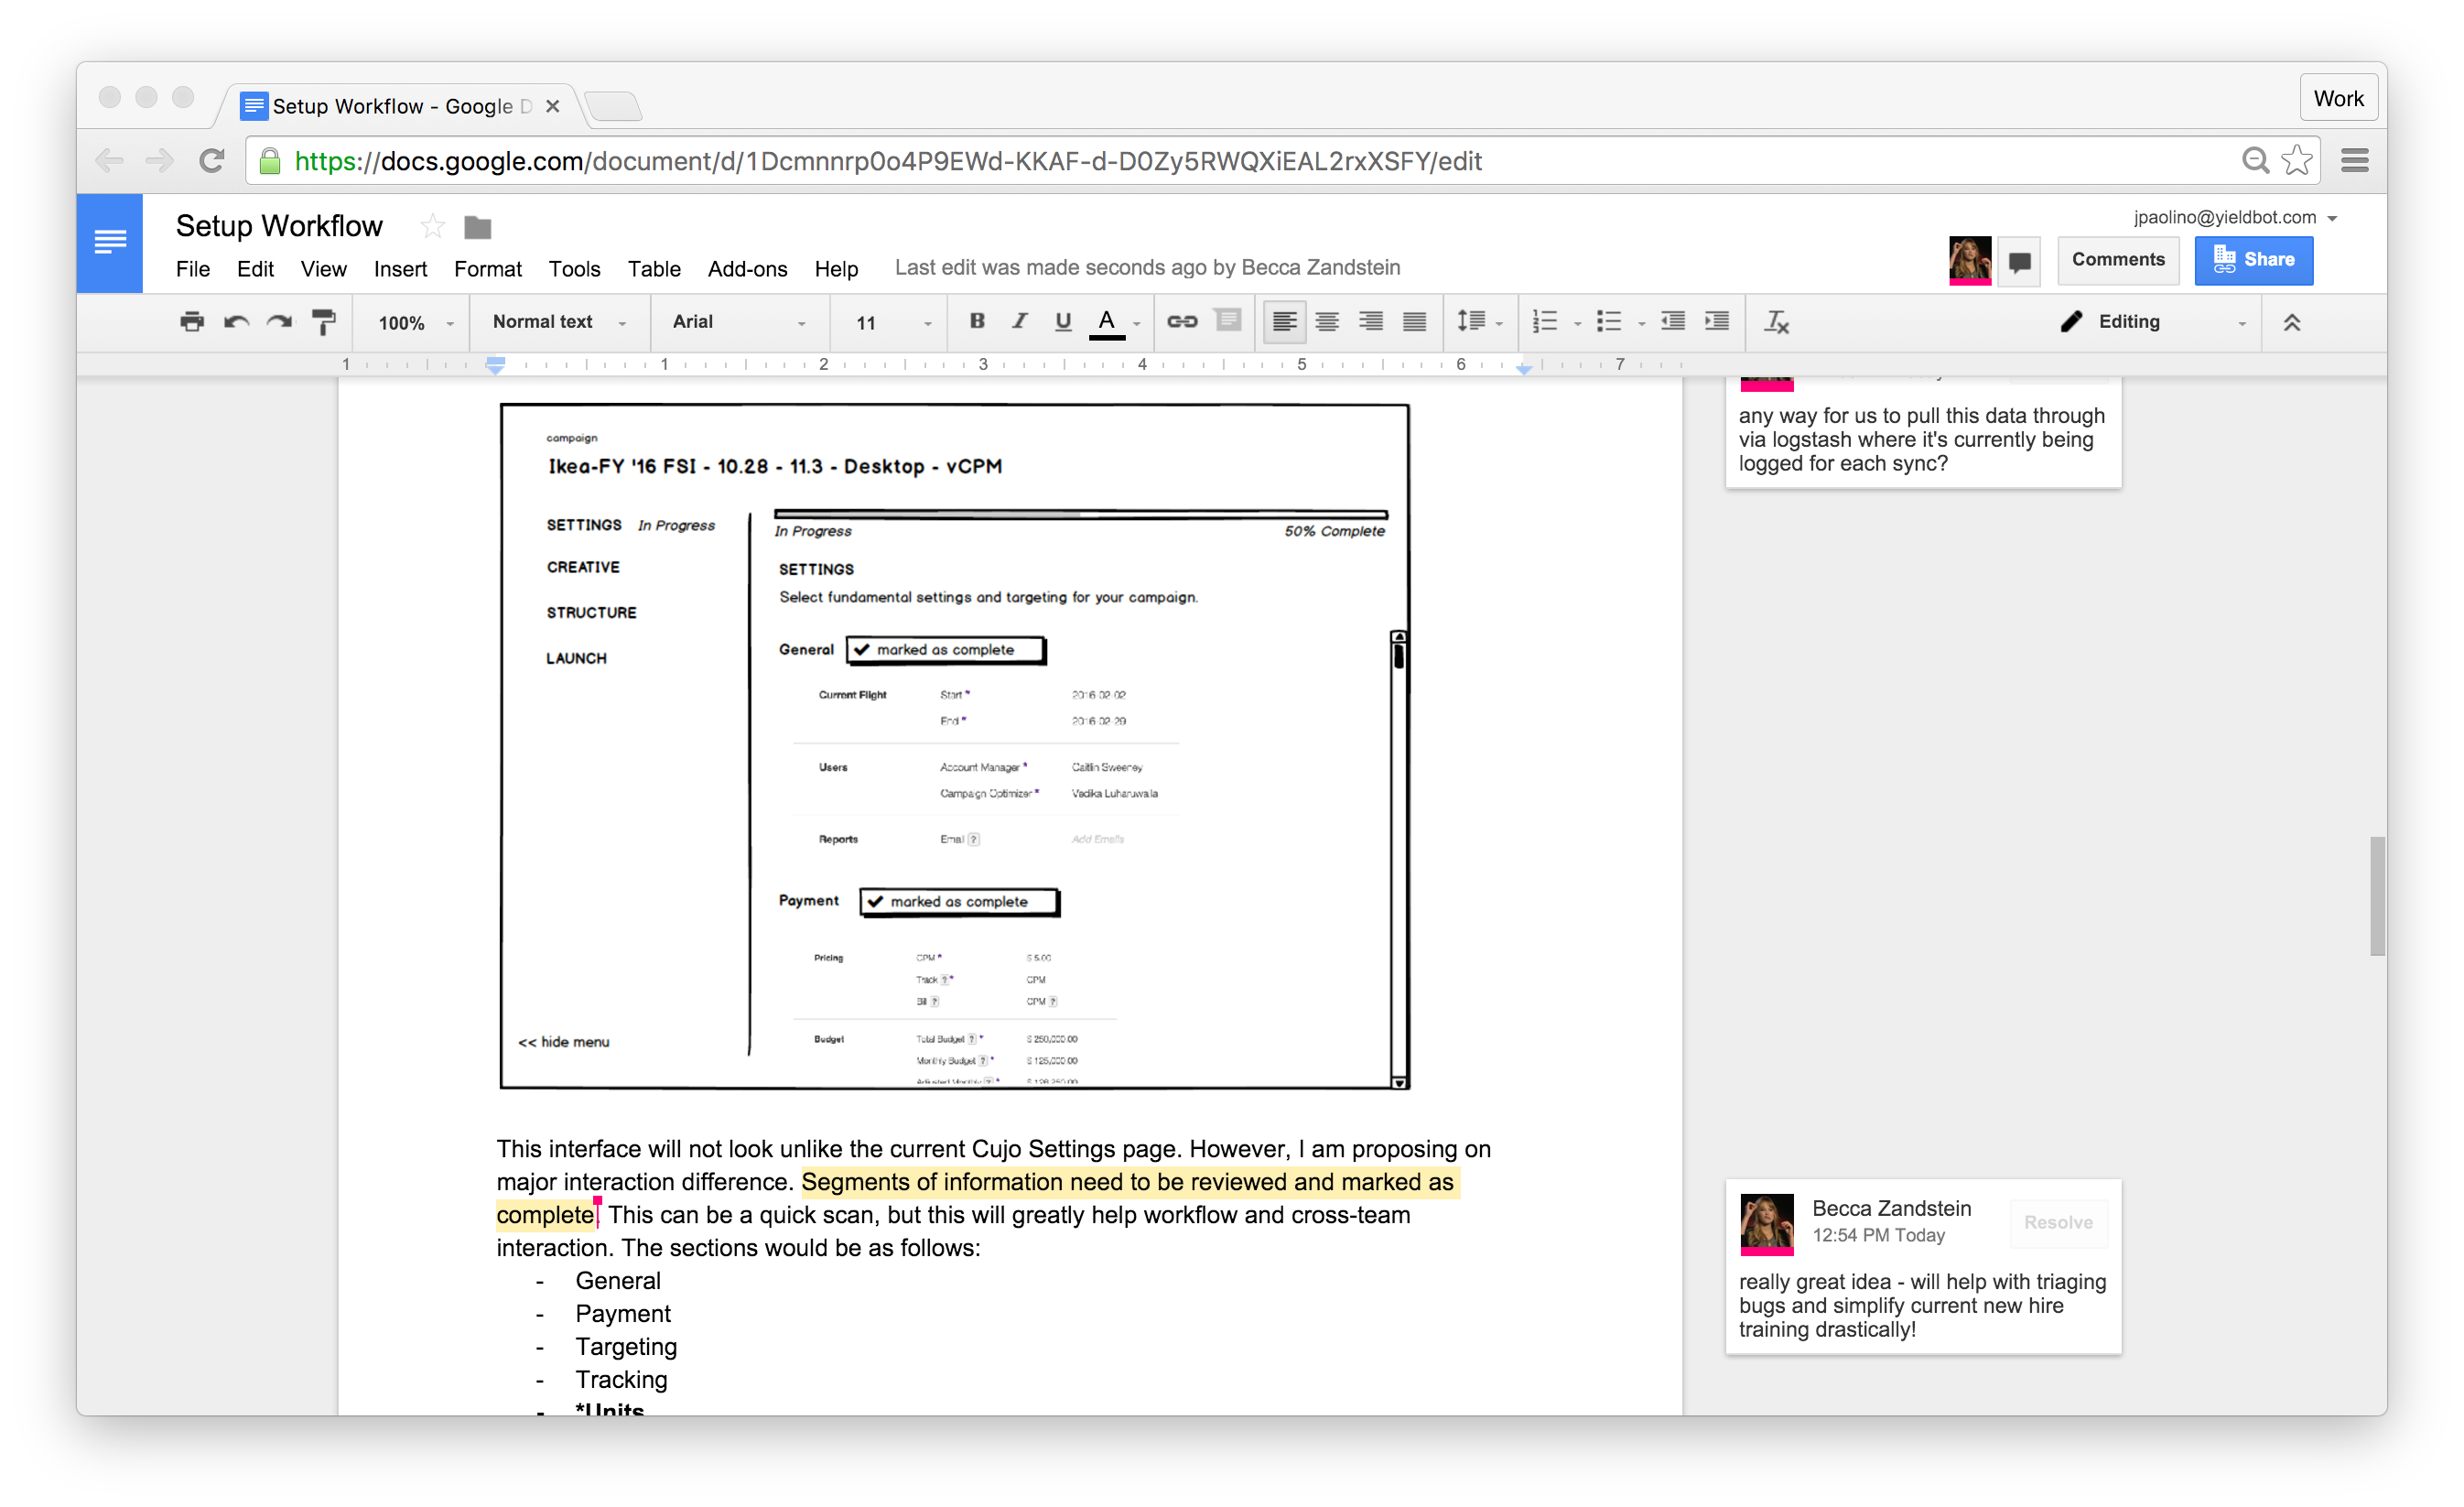 Setup Workflow - Google D
Work
https://docs.google.com/document/d/1Dcmnnrp0o4P9EWd-KKAF-d-D0Zy5RWQXiEAL2rxXSFY/edit
Setup Workflow
jpaolino@yieldbot.com
File Edit View Insert Format Tools Table Add-ons Help Last edit was made seconds ago by Becca Zandstein
Comments Share
100% Normal text Arial 11 B I U A Editing
1 1 2 3 4 5 6 7
any way for us to pull this data through
via logstash where it's currently being
logged for each sync?
campaign
Ikea-FY '16 FSI - 10.28 - 11.3 - Desktop - vCPM
SETTINGS In Progress
CREATIVE
STRUCTURE
LAUNCH
<< hide menu
In Progress 50% Complete
SETTINGS
Select fundamental settings and targeting for your campaign.
General ✔ marked as complete
Current Flight Start * 2016-02-02
End * 2016-02-29
Users Account Manager * Caitlin Sweeney
Campaign Optimizer * Vedika Luharuwala
Reports Email ? Add Emails
Payment ✔ marked as complete
Pricing CPM * $ 5.00
Track ? * CPM
Bill ? CPM ?
Budget Total Budget ? * $ 250,000.00
Monthly Budget ? * $ 125,000.00
Adjusted Monthly ? *
This interface will not look unlike the current Cujo Settings page. However, I am proposing on
major interaction difference. Segments of information need to be reviewed and marked as
complete. This can be a quick scan, but this will greatly help workflow and cross-team
interaction. The sections would be as follows:
- General
- Payment
- Targeting
- Tracking
- *Units
Becca Zandstein
12:54 PM Today
Resolve
really great idea - will help with triaging
bugs and simplify current new hire
training drastically!